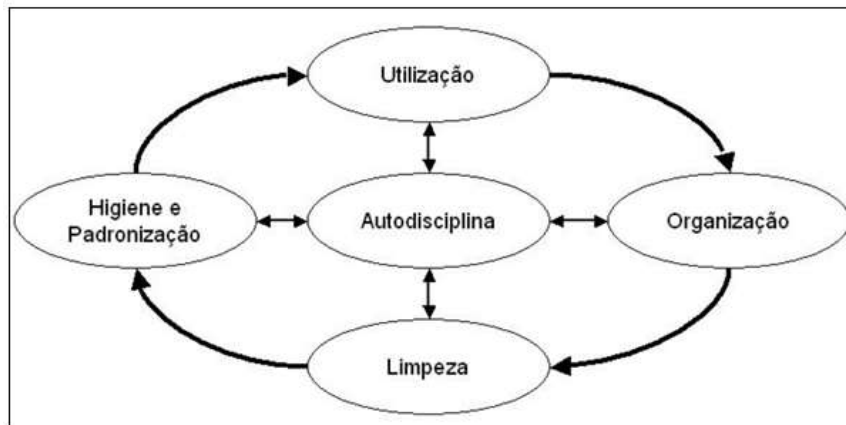 Utilização
Higiene e
Padronização
Autodisciplina
Organização
Limpeza